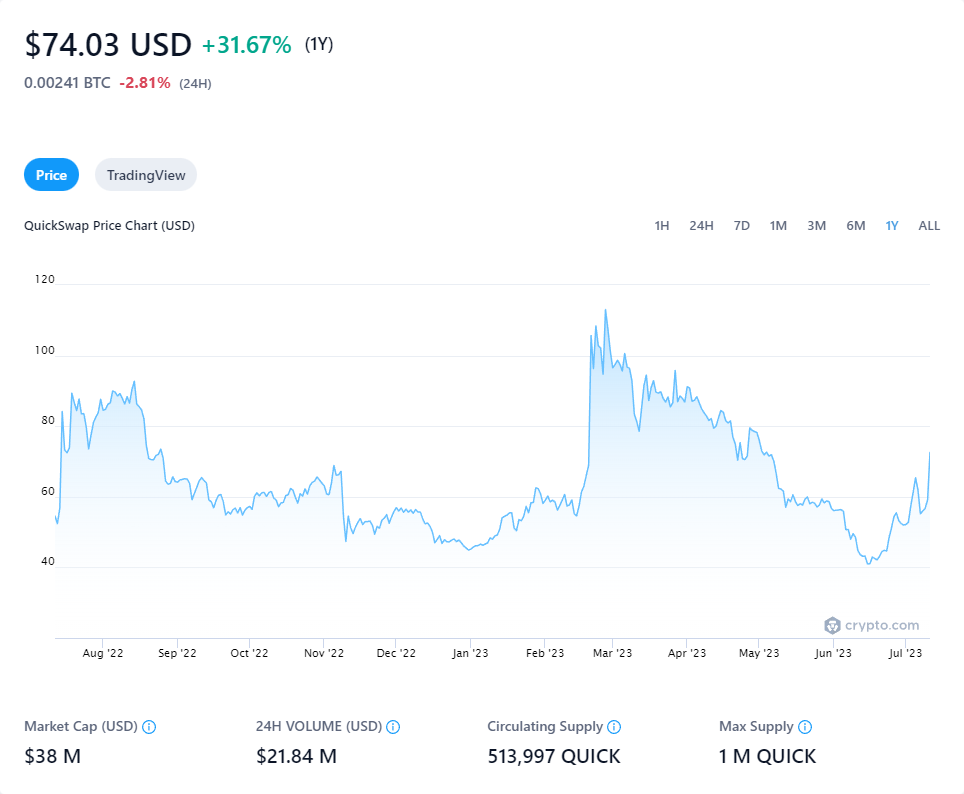 $74.03 USD +31.67% (1Y)
0.00241 BTC -2.81% (24H)
Price TradingView
QuickSwap Price Chart (USD) 1H 24H 7D 1M 3M 6M 1Y ALL
120
100
80
60
40
crypto.com
Aug '22 Sep '22 Oct '22 Nov '22 Dec '22 Jan '23 Feb '23 Mar '23 Apr '23 May '23 Jun '23 Jul '23
Market Cap (USD) 24H VOLUME (USD) Circulating Supply Max Supply
$38 M $21.84 M 513,997 QUICK 1 M QUICK